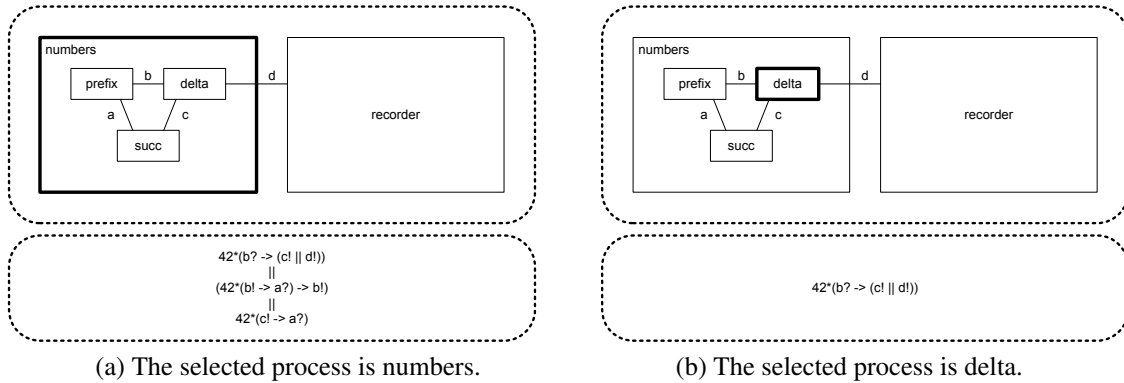 numbers
prefix
b
delta
d
a
c
succ
recorder
42*(b? -> (c! || d!))
||
(42*(b! -> a?) -> b!)
||
42*(c! -> a?)
(a) The selected process is numbers.
numbers
prefix
b
delta
d
a
c
succ
recorder
42*(b? -> (c! || d!))
(b) The selected process is delta.